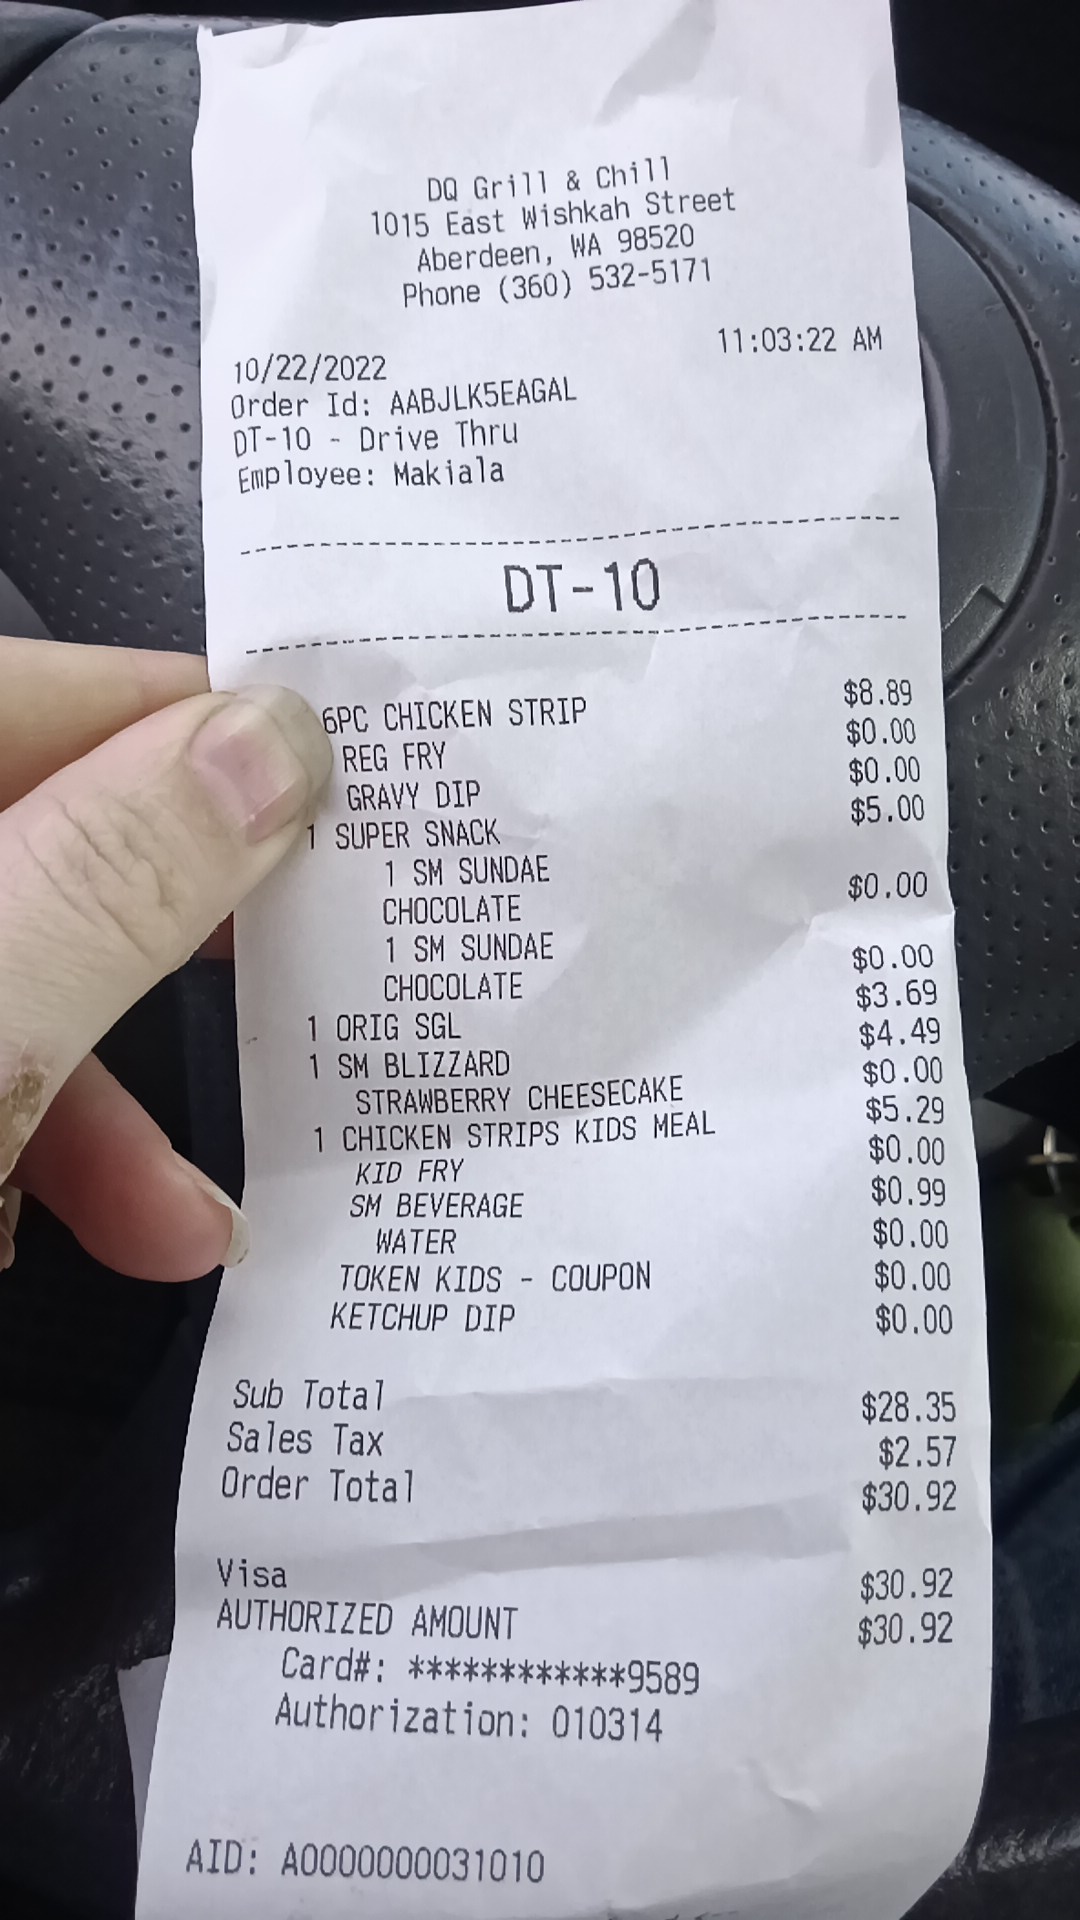 DQ Grill & Chill
1015 East Wishkah Street
Aberdeen, WA 98520
Phone (360) 532-5171
10/22/2022 11:03:22 AM
Order Id: AABJLK5EAGAL
DT-10 - Drive Thru
Employee: Makiala
DT-10
6PC CHICKEN STRIP $8.89
REG FRY $0.00
GRAVY DIP $0.00
1 SUPER SNACK $5.00
1 SM SUNDAE
CHOCOLATE $0.00
1 SM SUNDAE
CHOCOLATE $0.00
1 ORIG SGL $3.69
1 SM BLIZZARD $4.49
STRAWBERRY CHEESECAKE $0.00
1 CHICKEN STRIPS KIDS MEAL $5.29
KID FRY $0.00
SM BEVERAGE $0.99
WATER $0.00
TOKEN KIDS - COUPON $0.00
KETCHUP DIP $0.00
Sub Total $28.35
Sales Tax $2.57
Order Total $30.92
Visa $30.92
AUTHORIZED AMOUNT $30.92
Card#: ************9589
Authorization: 010314
AID: A0000000031010